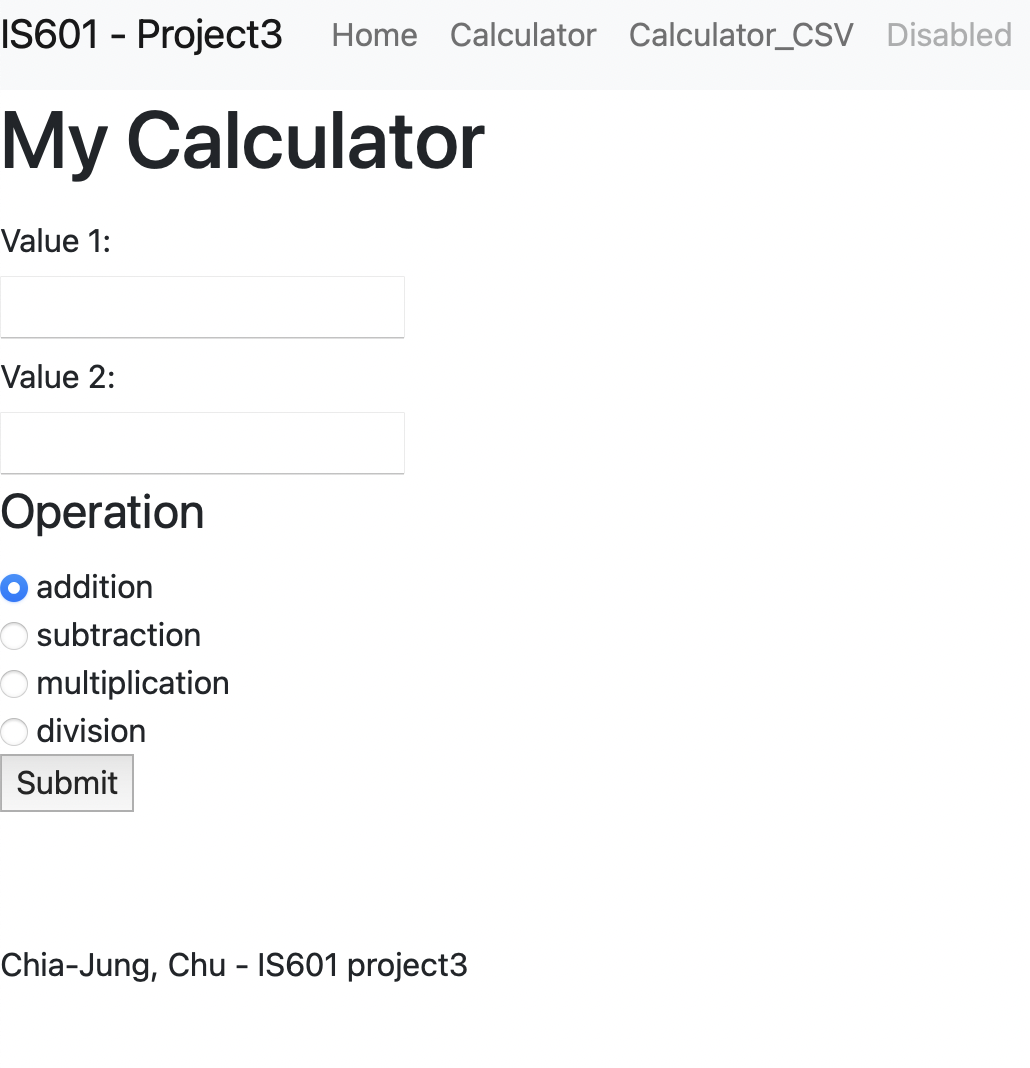 IS601 - Project3 Home Calculator Calculator_CSV Disabled
My Calculator
Value 1:
Value 2:
Operation
addition
subtraction
multiplication
division
Submit
Chia-Jung, Chu - IS601 project3